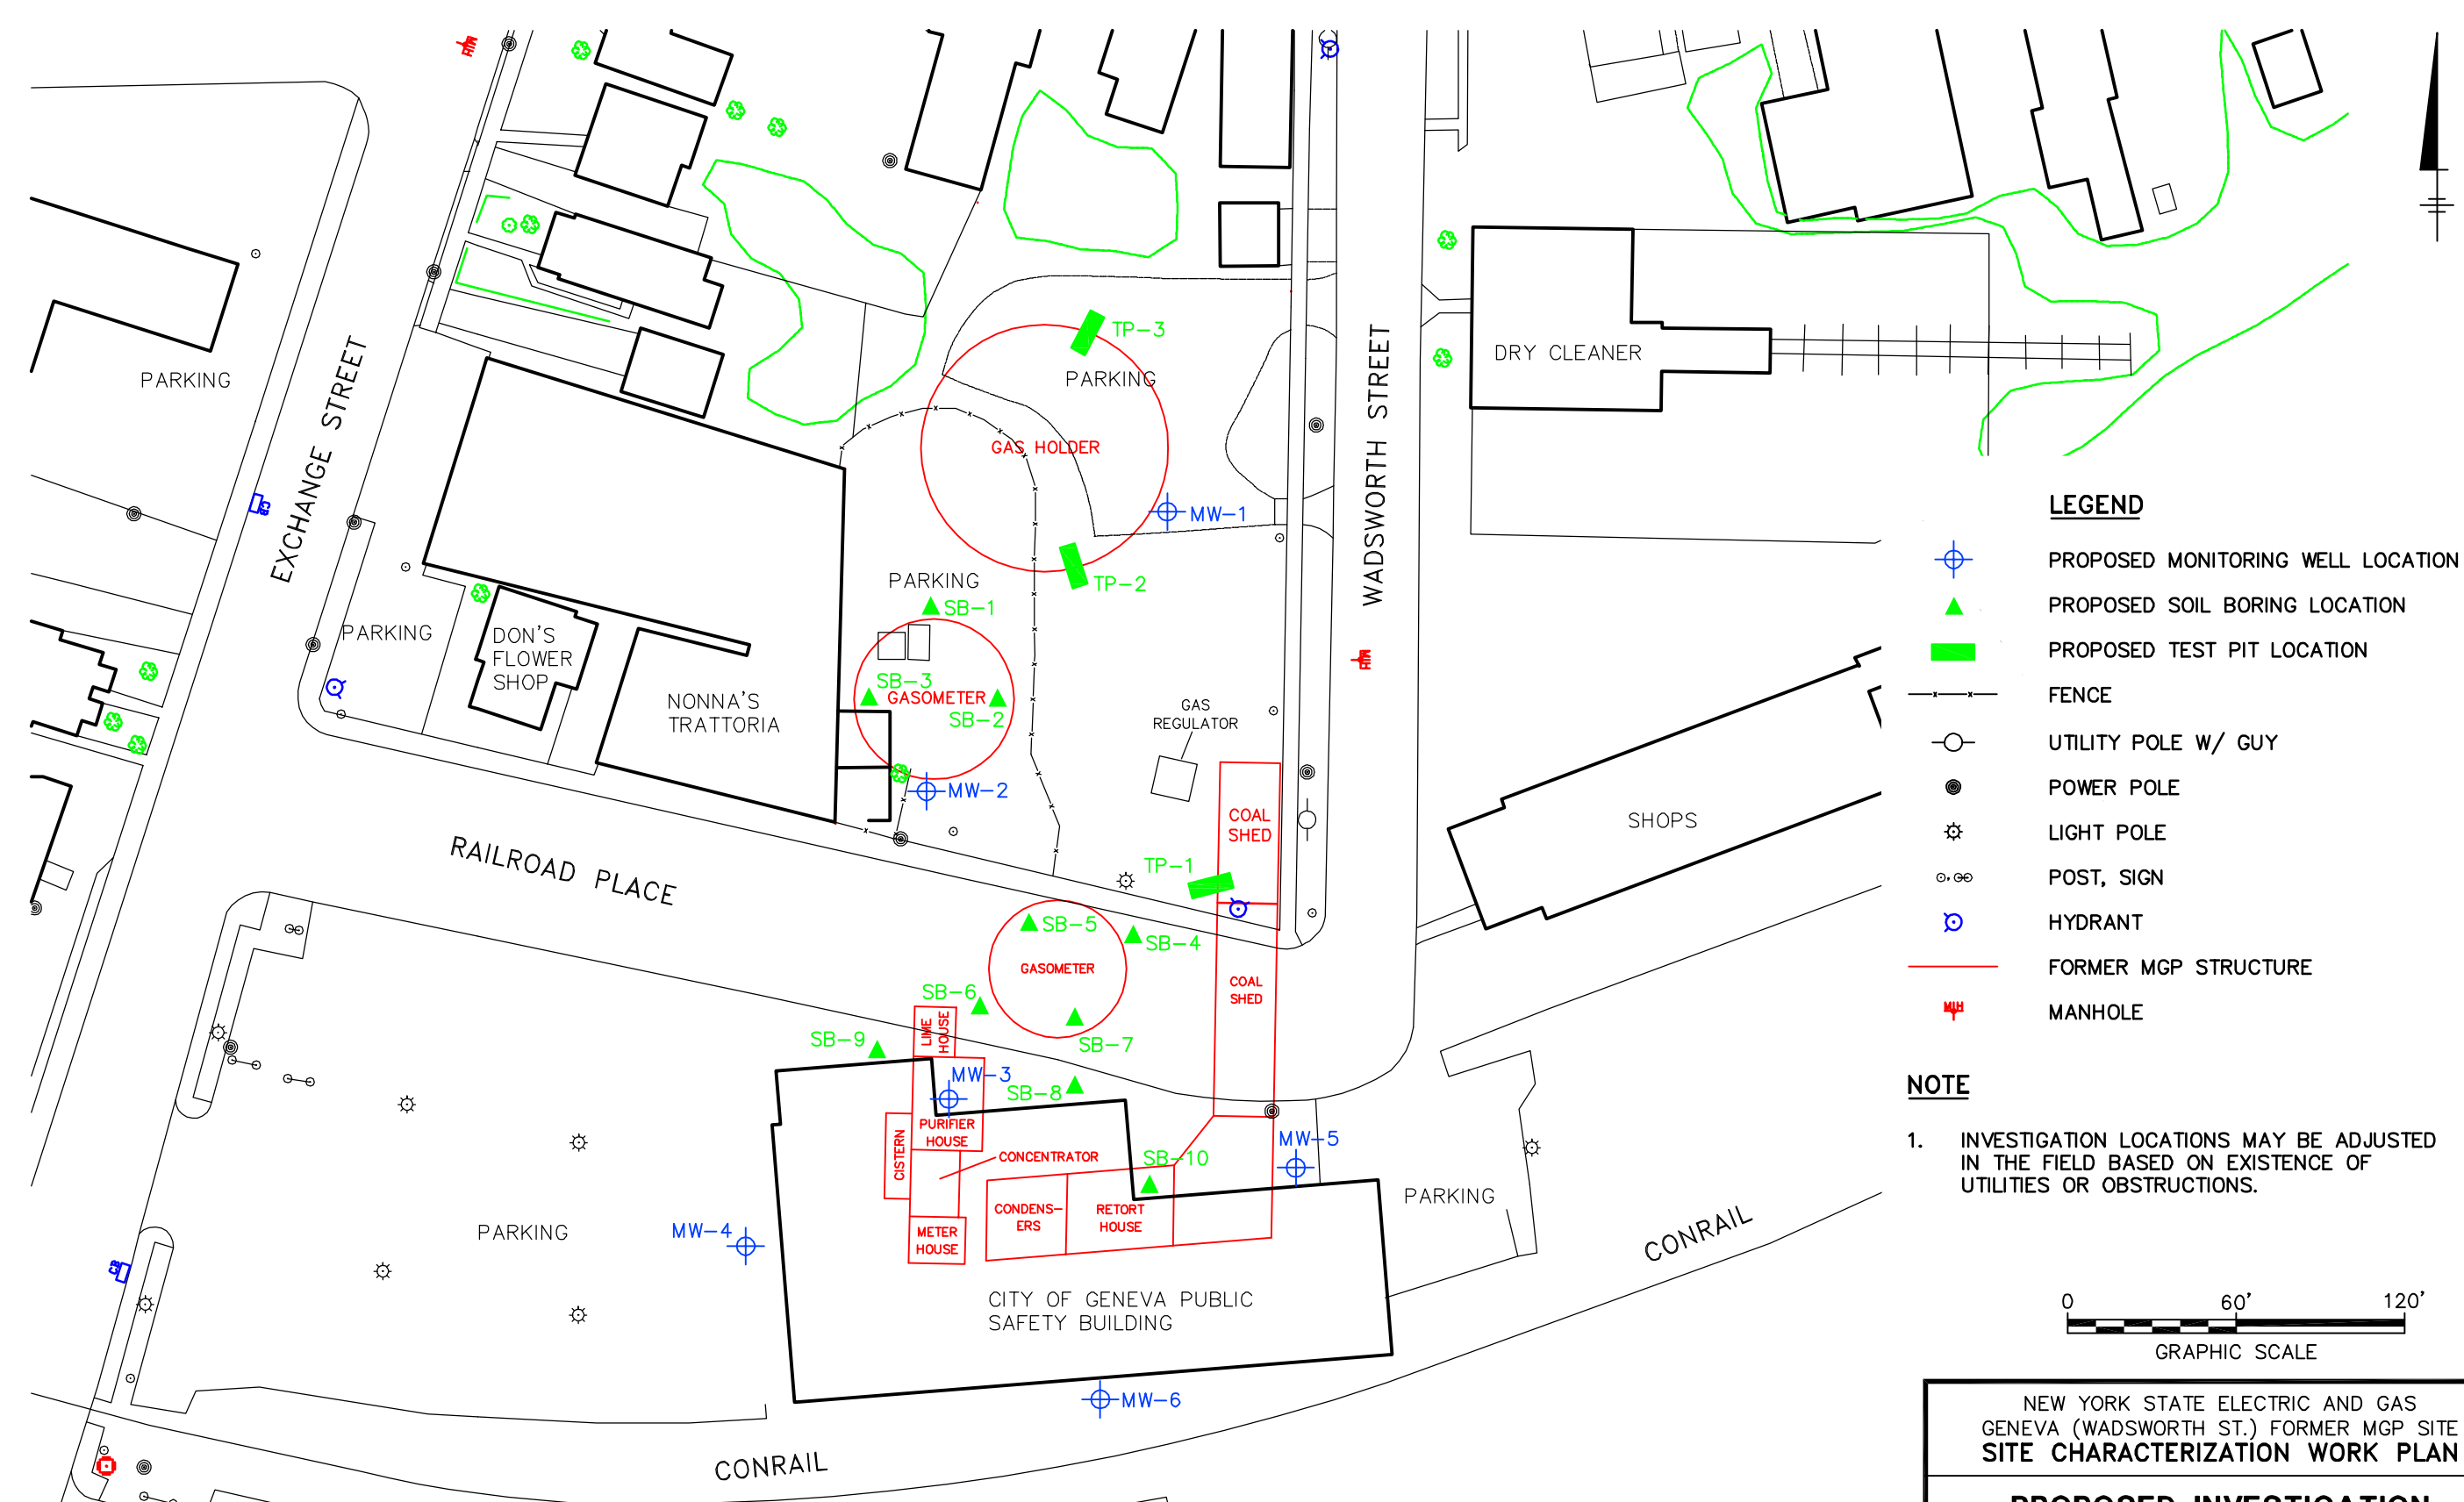 MH
TP-3
PARKING
DRY CLEANER
PARKING
EXCHANGE STREET
WADSWORTH STREET
GAS HOLDER
CB
MW-1
LEGEND
PROPOSED MONITORING WELL LOCATION
PROPOSED SOIL BORING LOCATION
PROPOSED TEST PIT LOCATION
FENCE
UTILITY POLE W/ GUY
POWER POLE
LIGHT POLE
POST, SIGN
HYDRANT
FORMER MGP STRUCTURE
MH
MANHOLE
PARKING
TP-2
SB-1
PARKING
DON'S
FLOWER
SHOP
NONNA'S
TRATTORIA
SB-3
GASOMETER
SB-2
MH
GAS
REGULATOR
MW-2
COAL
SHED
SHOPS
RAILROAD PLACE
TP-1
SB-5
SB-4
GASOMETER
COAL
SHED
SB-6
LIME
HOUSE
SB-9
SB-7
MW-3
SB-8
PURIFIER
HOUSE
CISTERN
CONCENTRATOR
SB-10
MW-5
CONDENS-
ERS
RETORT
HOUSE
METER
HOUSE
MW-4
PARKING
PARKING
CONRAIL
CB
CITY OF GENEVA PUBLIC
SAFETY BUILDING
MW-6
CONRAIL
NOTE
1. INVESTIGATION LOCATIONS MAY BE ADJUSTED
IN THE FIELD BASED ON EXISTENCE OF
UTILITIES OR OBSTRUCTIONS.
0 60' 120'
GRAPHIC SCALE
NEW YORK STATE ELECTRIC AND GAS
GENEVA (WADSWORTH ST.) FORMER MGP SITE
SITE CHARACTERIZATION WORK PLAN
PROPOSED INVESTIGATION